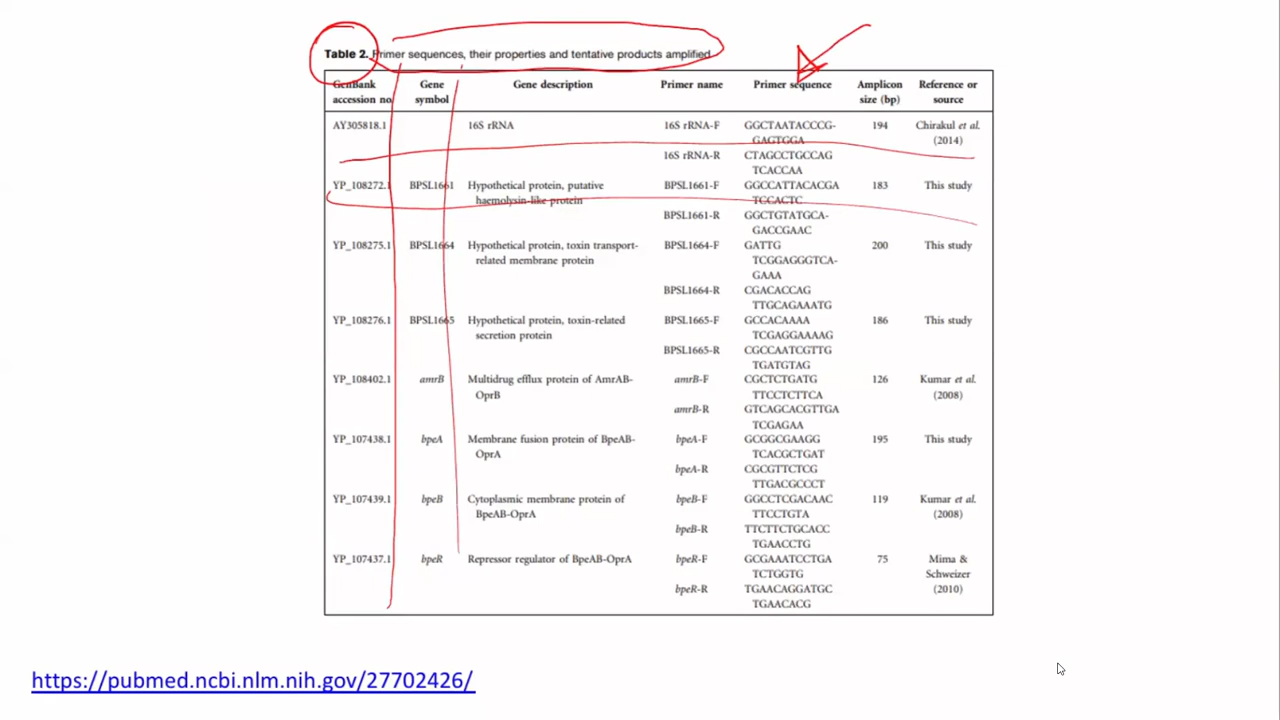 Table 2. Primer sequences, their properties and tentative products amplified
GenBank Gene Gene description Primer name Primer sequence Amplicon Reference or
accession no. symbol size (bp) source
AY305818.1 16S rRNA 16S rRNA-F GGCTAATACCCG- 194 Chirakul et al.
GAGTGGA (2014)
16S rRNA-R CTAGCCTGCCAG
TCACCAA
YP_108272.1 BPSL1661 Hypothetical protein, putative BPSL1661-F GGCCATTACACGA 183 This study
haemolysin-like protein TCCACTC
BPSL1661-R GGCTGTATGCA-
GACCGAAC
YP_108275.1 BPSL1664 Hypothetical protein, toxin transport- BPSL1664-F GATTG 200 This study
related membrane protein TCGGAGGGTCA-
GAAA
BPSL1664-R CGACACCAG
TTGCAGAAATG
YP_108276.1 BPSL1665 Hypothetical protein, toxin-related BPSL1665-F GCCACAAAA 186 This study
secretion protein TCGAGGAAAAG
BPSL1665-R CGCCAATCGTTG
TGATGTAG
YP_108402.1 amrB Multidrug efflux protein of AmrAB- amrB-F CGCTCTGATG 126 Kumar et al.
OprB TTCCTCTTCA (2008)
amrB-R GTCAGCACGTTGA
TCGAGAA
YP_107438.1 bpeA Membrane fusion protein of BpeAB- bpeA-F GCGGCGAAGG 195 This study
OprA TCACGCTGAT
bpeA-R CGCGTTCTCG
TTGACGCCCT
YP_107439.1 bpeB Cytoplasmic membrane protein of bpeB-F GGCCTCGACAAC 119 Kumar et al.
BpeAB-OprA TTCCTGTA (2008)
bpeB-R TTCTTCTGCACC
TGAACCTG
YP_107437.1 bpeR Repressor regulator of BpeAB-OprA bpeR-F GCGAAATCCTGA 75 Mima &
TCTGGTG Schweizer
bpeR-R TGAACAGGATGC (2010)
TGAACACG
https://pubmed.ncbi.nlm.nih.gov/27702426/